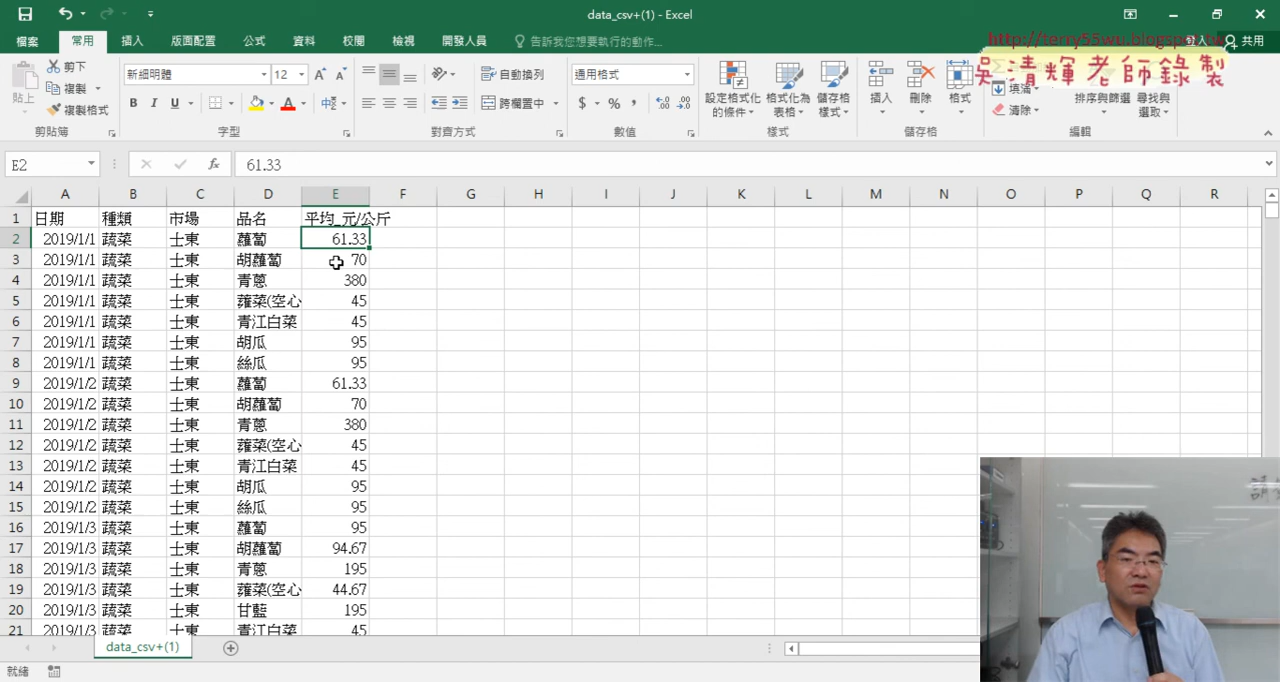 data_csv+(1) - Excel
檔案 常用 插入 版面配置 公式 資料 校閱 檢視 開發人員 告訴我您想要執行的動作... 登入 共用
http://terry55wu.blogspot.tw
吳清輝老師錄製
貼上 剪下 複製 複製格式 剪貼簿
新細明體 12 B I U 中 字型
自動換列 跨欄置中 對齊方式
通用格式 $ % 數值
設定格式化的條件 格式化為表格 儲存格樣式 樣式
插入 刪除 格式 儲存格
填滿 清除 排序與篩選 尋找與選取 編輯
E2 fx 61.33
A B C D E F G H I J K L M N O P Q R
1 日期 種類 市場 品名 平均_元/公斤
2 2019/1/1 蔬菜 士東 蘿蔔 61.33
3 2019/1/1 蔬菜 士東 胡蘿蔔 70
4 2019/1/1 蔬菜 士東 青蔥 380
5 2019/1/1 蔬菜 士東 蕹菜(空心 45
6 2019/1/1 蔬菜 士東 青江白菜 45
7 2019/1/1 蔬菜 士東 胡瓜 95
8 2019/1/1 蔬菜 士東 絲瓜 95
9 2019/1/2 蔬菜 士東 蘿蔔 61.33
10 2019/1/2 蔬菜 士東 胡蘿蔔 70
11 2019/1/2 蔬菜 士東 青蔥 380
12 2019/1/2 蔬菜 士東 蕹菜(空心 45
13 2019/1/2 蔬菜 士東 青江白菜 45
14 2019/1/2 蔬菜 士東 胡瓜 95
15 2019/1/2 蔬菜 士東 絲瓜 95
16 2019/1/3 蔬菜 士東 蘿蔔 95
17 2019/1/3 蔬菜 士東 胡蘿蔔 94.67
18 2019/1/3 蔬菜 士東 青蔥 195
19 2019/1/3 蔬菜 士東 蕹菜(空心 44.67
20 2019/1/3 蔬菜 士東 甘藍 195
21 2019/1/3 蔬菜 士東 青江白菜 45
data_csv+(1)
就緒